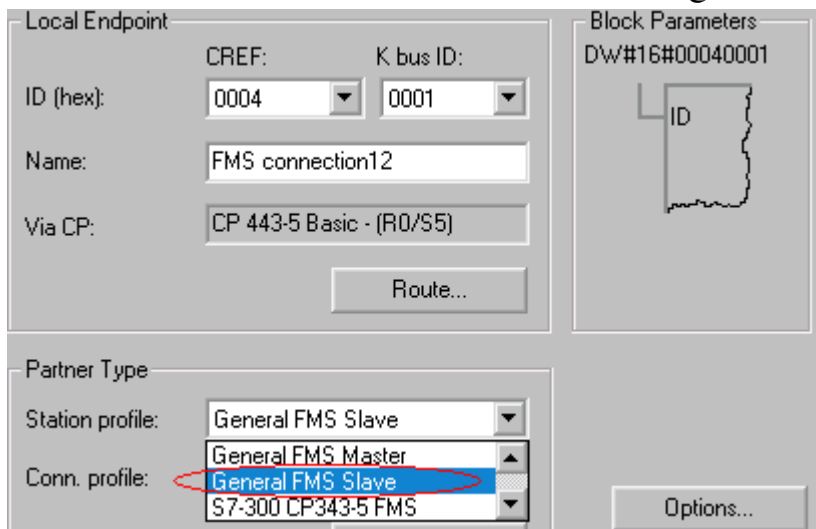 Local Endpoint
CREF: K bus ID:
ID (hex): 0004 0001
Name: FMS connection12
Via CP: CP 443-5 Basic - (R0/S5)
Route...
Block Parameters
DW#16#00040001
ID
Partner Type
Station profile: General FMS Slave
General FMS Master
Conn. profile: General FMS Slave
S7-300 CP343-5 FMS
Options...